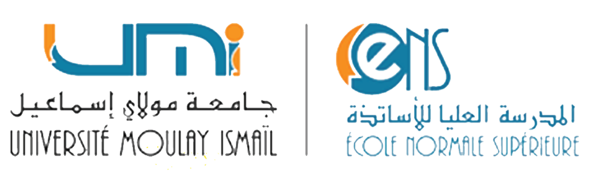 umi
جامعة مولاي إسماعيل
UNIVERSITÉ MOULAY ISMAÏL
ens
المدرسة العليا للأساتذة
ÉCOLE NORMALE SUPÉRIEURE